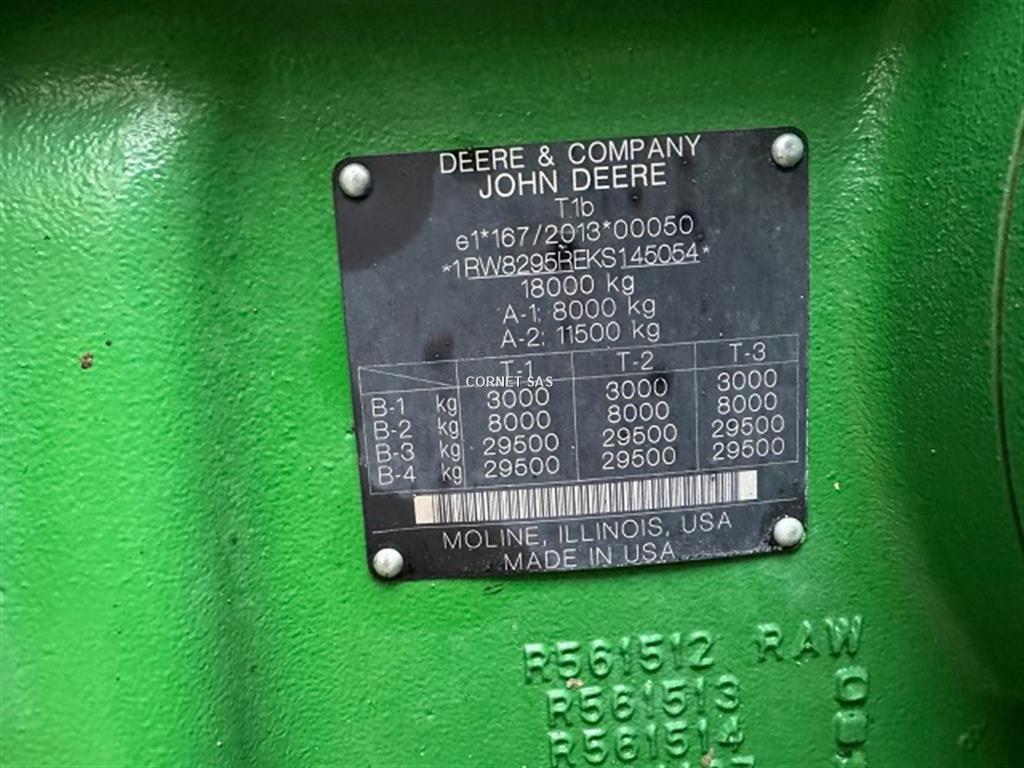 DEERE & COMPANY
JOHN DEERE
T1b
e1*167/2013*00050
*1RW8295REKS145054*
18000 kg
A-1: 8000 kg
A-2: 11500 kg
T-1 T-2 T-3
CORNET SAS
B-1 kg 3000 3000 3000
B-2 kg 8000 8000 8000
B-3 kg 29500 29500 29500
B-4 kg 29500 29500 29500
MOLINE, ILLINOIS, USA
MADE IN USA
R561512 RAW
R561513
R561514